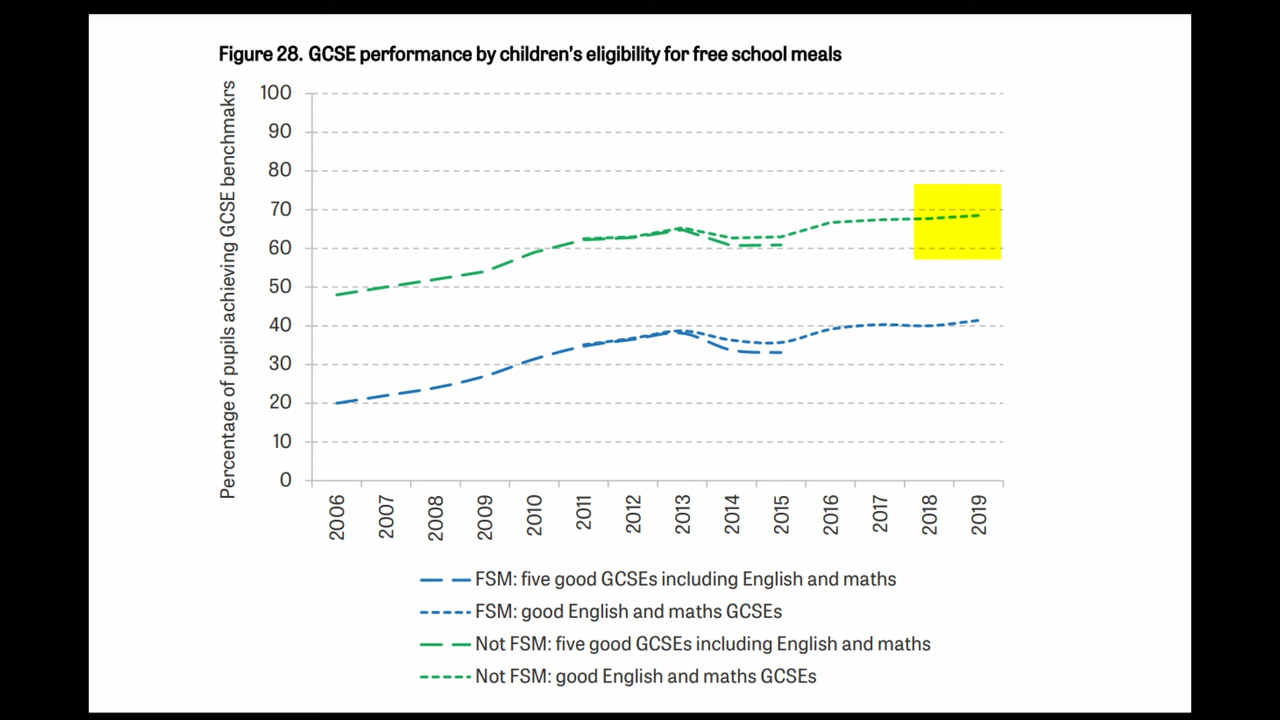 Figure 28. GCSE performance by children's eligibility for free school meals
Percentage of pupils achieving GCSE benchmakrs
100
90
80
70
60
50
40
30
20
10
0
2006 2007 2008 2009 2010 2011 2012 2013 2014 2015 2016 2017 2018 2019
FSM: five good GCSEs including English and maths
FSM: good English and maths GCSEs
Not FSM: five good GCSEs including English and maths
Not FSM: good English and maths GCSEs